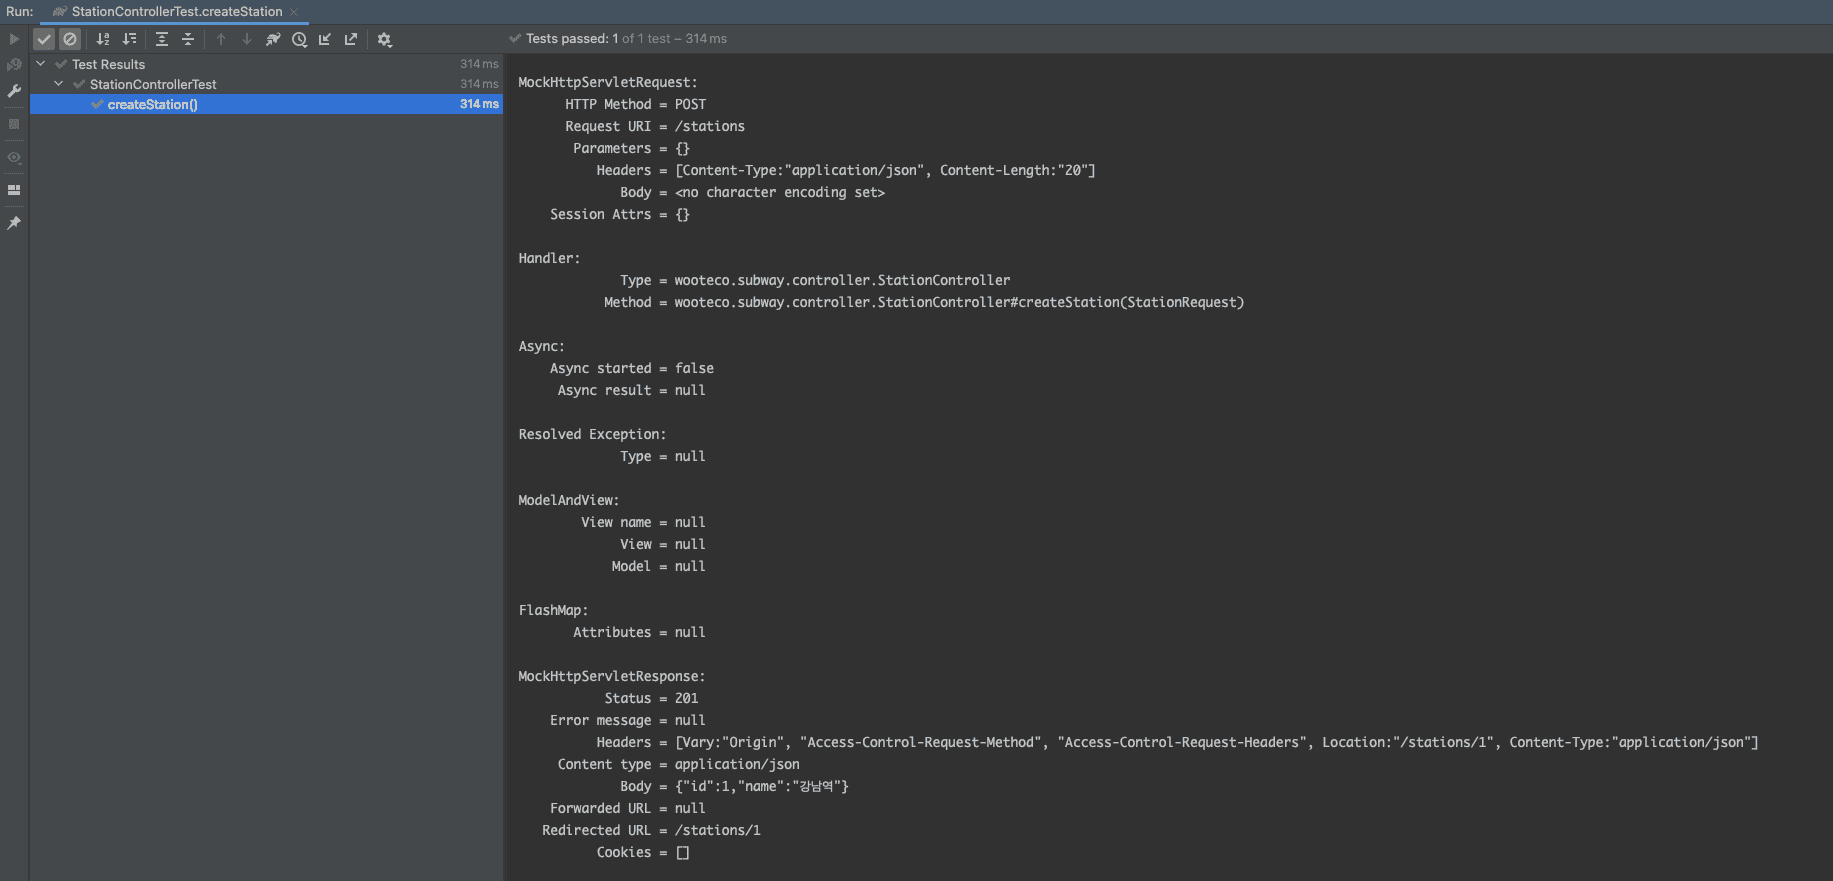 Run: StationControllerTest.createStation
Tests passed: 1 of 1 test – 314 ms
Test Results 314 ms
StationControllerTest 314 ms
createStation() 314 ms
MockHttpServletRequest:
HTTP Method = POST
Request URI = /stations
Parameters = {}
Headers = [Content-Type:"application/json", Content-Length:"20"]
Body = <no character encoding set>
Session Attrs = {}
Handler:
Type = wooteco.subway.controller.StationController
Method = wooteco.subway.controller.StationController#createStation(StationRequest)
Async:
Async started = false
Async result = null
Resolved Exception:
Type = null
ModelAndView:
View name = null
View = null
Model = null
FlashMap:
Attributes = null
MockHttpServletResponse:
Status = 201
Error message = null
Headers = [Vary:"Origin", "Access-Control-Request-Method", "Access-Control-Request-Headers", Location:"/stations/1", Content-Type:"application/json"]
Content type = application/json
Body = {"id":1,"name":"강남역"}
Forwarded URL = null
Redirected URL = /stations/1
Cookies = []